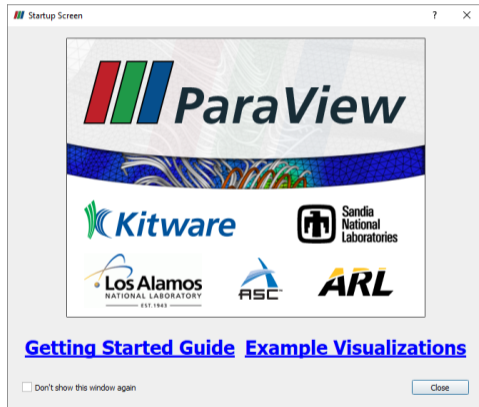 Startup Screen
ParaView
Kitware
Sandia
National
Laboratories
Los Alamos
NATIONAL LABORATORY
EST.1943
ASC
ARL
Getting Started Guide Example Visualizations
Don't show this window again
Close